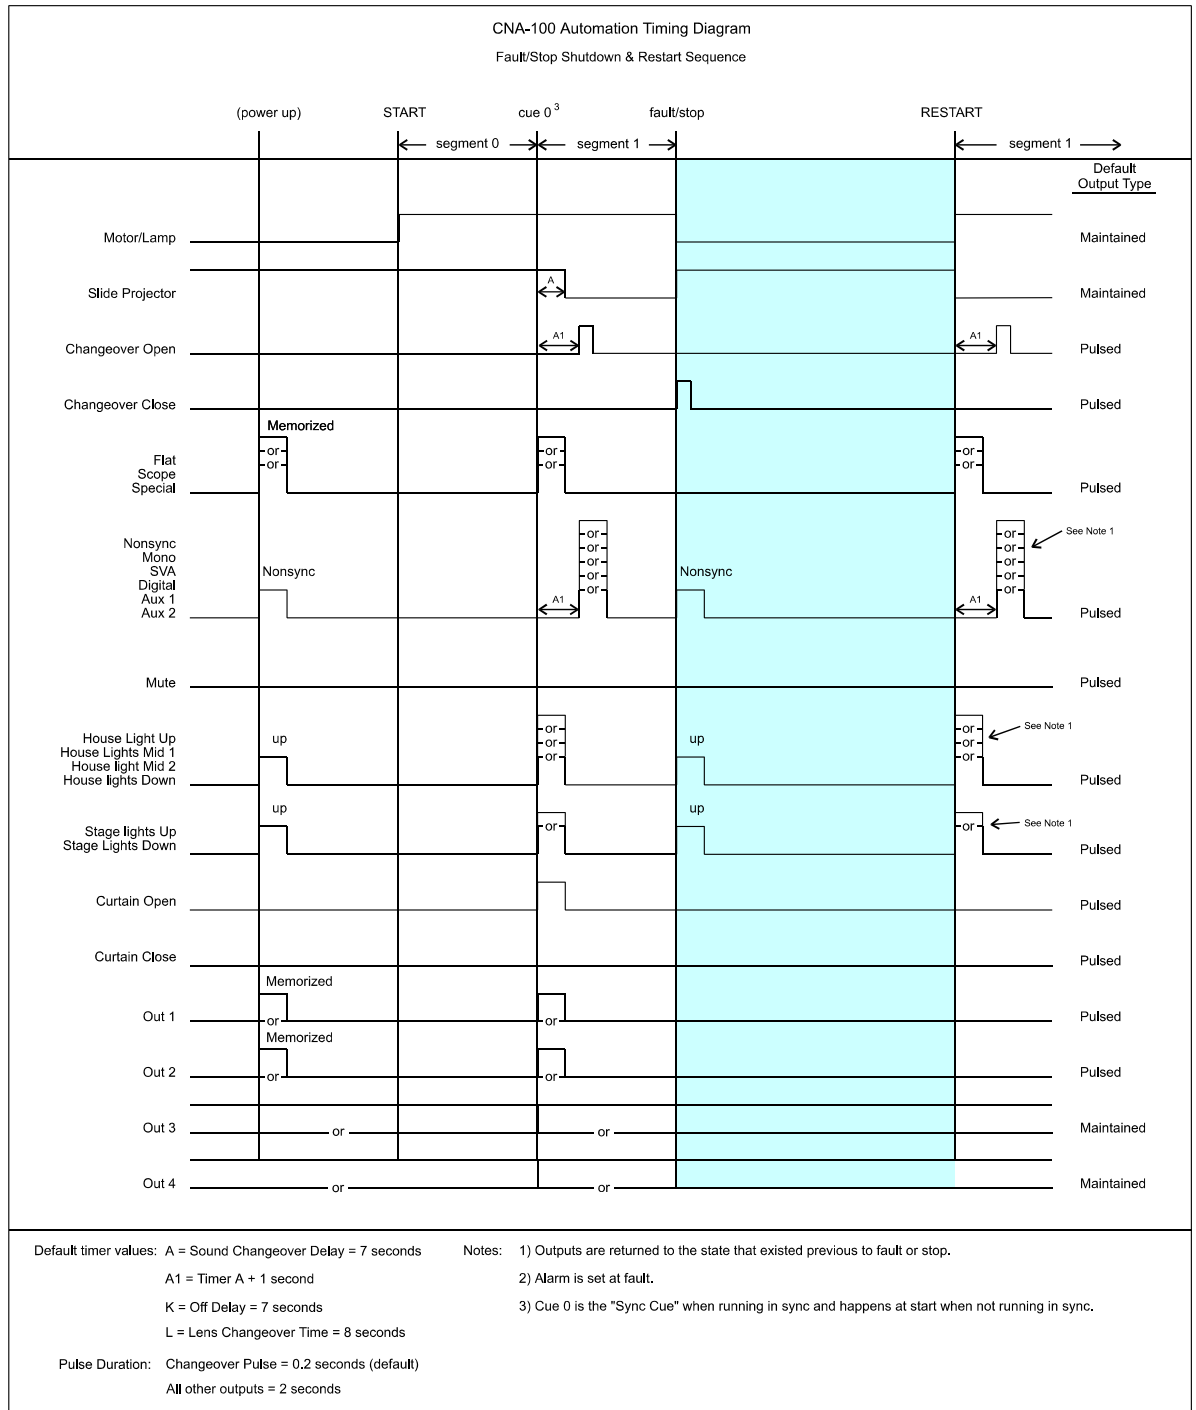 CNA-100 Automation Timing Diagram
Fault/Stop Shutdown & Restart Sequence
(power up) START cue 0 3 fault/stop RESTART
segment 0 segment 1 segment 1
Default
Output Type
Motor/Lamp Maintained
A
Slide Projector Maintained
A1 A1
Changeover Open Pulsed
Changeover Close Pulsed
Memorized
or or or
or or or
Flat
Scope
Special Pulsed
or or See Note 1
Nonsync or or
Mono or or
SVA Nonsync or Nonsync or
Digital or or
Aux 1 A1 A1
Aux 2 Pulsed
Mute Pulsed
or or See Note 1
House Light Up up or up or
House Lights Mid 1 or or
House light Mid 2
House lights Down Pulsed
up up
Stage lights Up or or See Note 1
Stage Lights Down Pulsed
Curtain Open Pulsed
Curtain Close Pulsed
Memorized
Out 1 or or Pulsed
Memorized
Out 2 or or Pulsed
Out 3 or or Maintained
Out 4 or or Maintained
Default timer values: A = Sound Changeover Delay = 7 seconds
A1 = Timer A + 1 second
K = Off Delay = 7 seconds
L = Lens Changeover Time = 8 seconds
Pulse Duration: Changeover Pulse = 0.2 seconds (default)
All other outputs = 2 seconds
Notes: 1) Outputs are returned to the state that existed previous to fault or stop.
2) Alarm is set at fault.
3) Cue 0 is the "Sync Cue" when running in sync and happens at start when not running in sync.